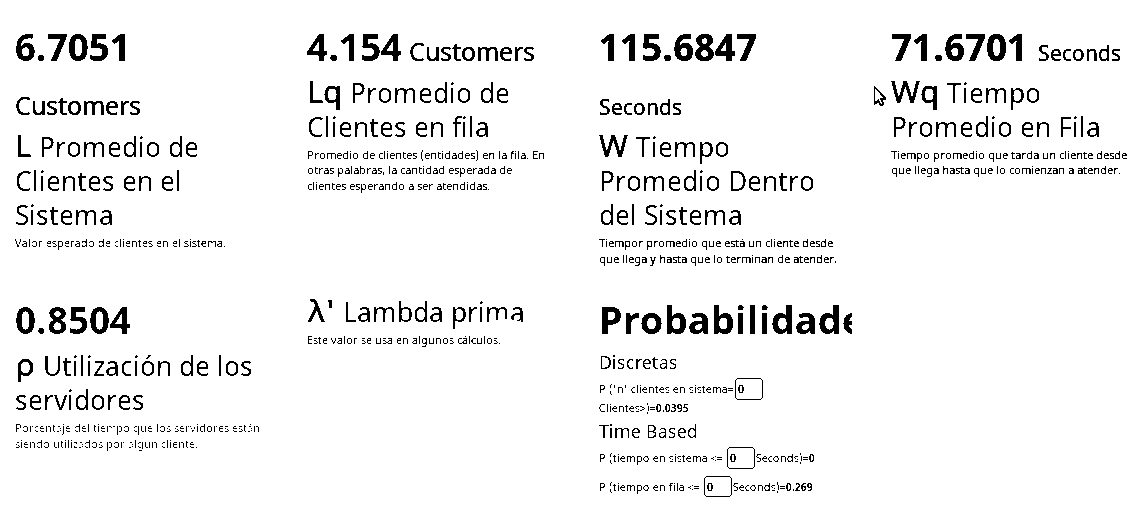 6.7051
Customers
L Promedio de
Clientes en el
Sistema
Valor esperado de clientes en el sistema.
4.154 Customers
Lq Promedio de
Clientes en fila
Promedio de clientes (entidades) en la fila. En
otras palabras, la cantidad esperada de
clientes esperando a ser atendidas.
115.6847
Seconds
W Tiempo
Promedio Dentro
del Sistema
Tiempor promedio que está un cliente desde
que llega y hasta que lo terminan de atender.
71.6701 Seconds
Wq Tiempo
Promedio en Fila
Tiempo promedio que tarda un cliente desde
que llega hasta que lo comienzan a atender.
0.8504
ρ Utilización de los
servidores
Porcentaje del tiempo que los servidores están
siendo utilizados por algun cliente.
λ' Lambda prima
Este valor se usa en algunos cálculos.
Probabilidade
Discretas
P ("n" clientes en sistema= 0
Clientes>)=0.0395
Time Based
P (tiempo en sistema <= 0 Seconds)=0
P (tiempo en fila <= 0 Seconds)=0.269